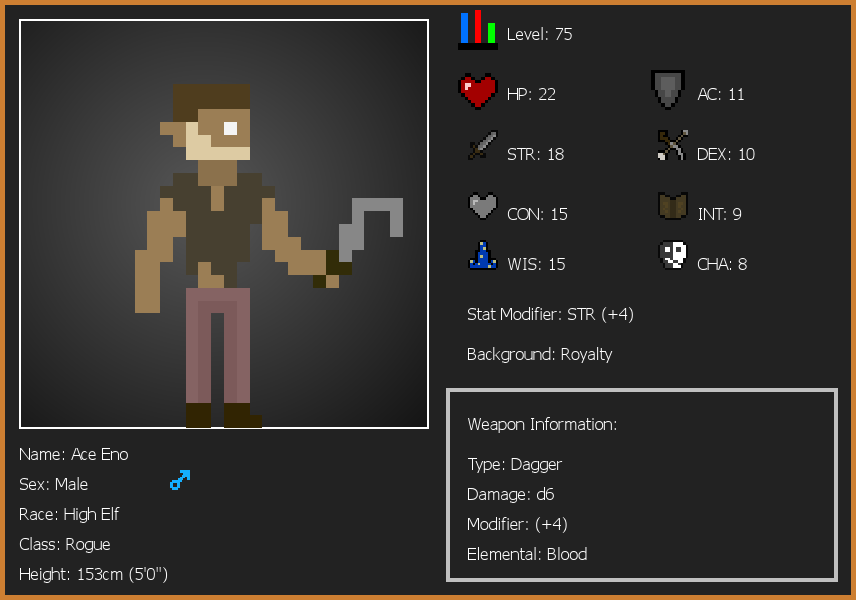 Level: 75
HP: 22
AC: 11
STR: 18
DEX: 10
CON: 15
INT: 9
WIS: 15
CHA: 8
Stat Modifier: STR (+4)
Background: Royalty
Weapon Information:
Type: Dagger
Damage: d6
Modifier: (+4)
Elemental: Blood
Name: Ace Eno
Sex: Male
Race: High Elf
Class: Rogue
Height: 153cm (5'0")